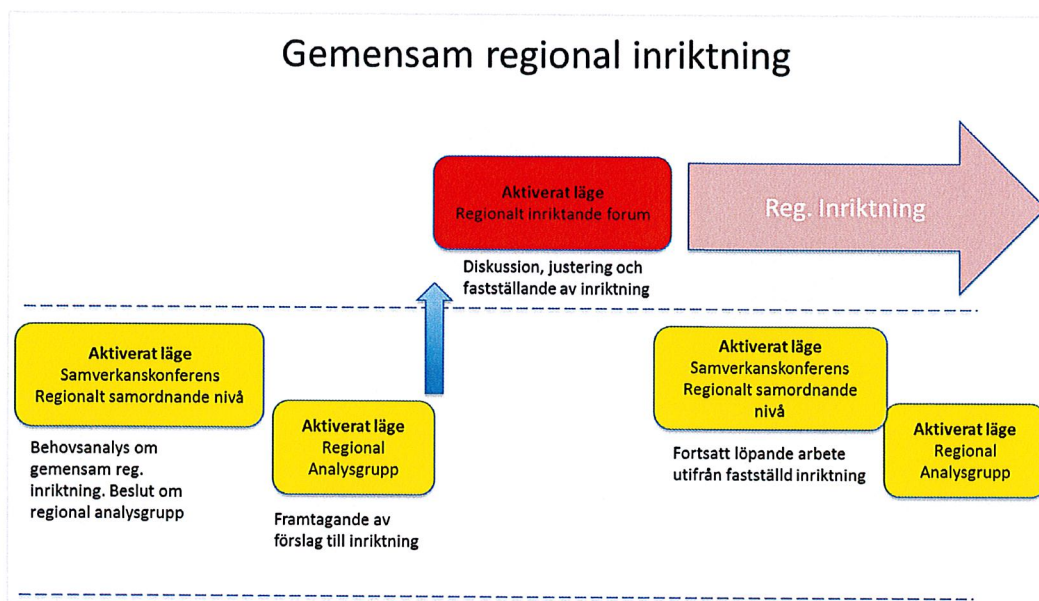 Gemensam regional inriktning
Aktiverat läge
Regionalt inriktande forum
Reg. Inriktning
Diskussion, justering och
fastställande av inriktning
Aktiverat läge
Samverkanskonferens
Regionalt samordnande nivå
Behovsanalys om
gemensam reg.
inriktning. Beslut om
regional analysgrupp
Aktiverat läge
Regional
Analysgrupp
Framtagande av
förslag till inriktning
Aktiverat läge
Samverkanskonferens
Regionalt samordnande
nivå
Fortsatt löpande arbete
utifrån fastställd inriktning
Aktiverat läge
Regional
Analysgrupp